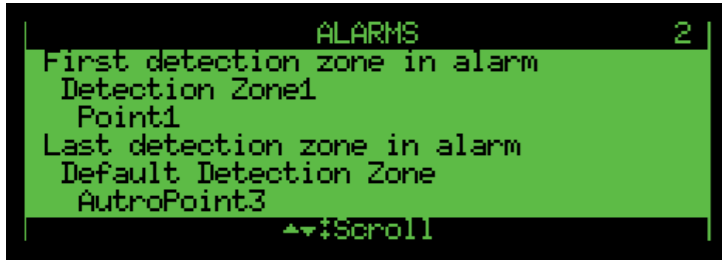 ALARMS 2
First detection zone in alarm
Detection Zone1
Point1
Last detection zone in alarm
Default Detection Zone
AutroPoint3
▲▼‡Scroll